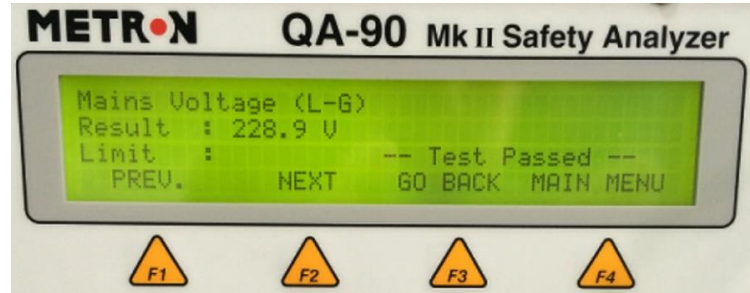 METRON QA-90 Mk II Safety Analyzer
Mains Voltage (L-G)
Result : 228.9 V
Limit : -- Test Passed --
PREV. NEXT GO BACK MAIN MENU
F1 F2 F3 F4